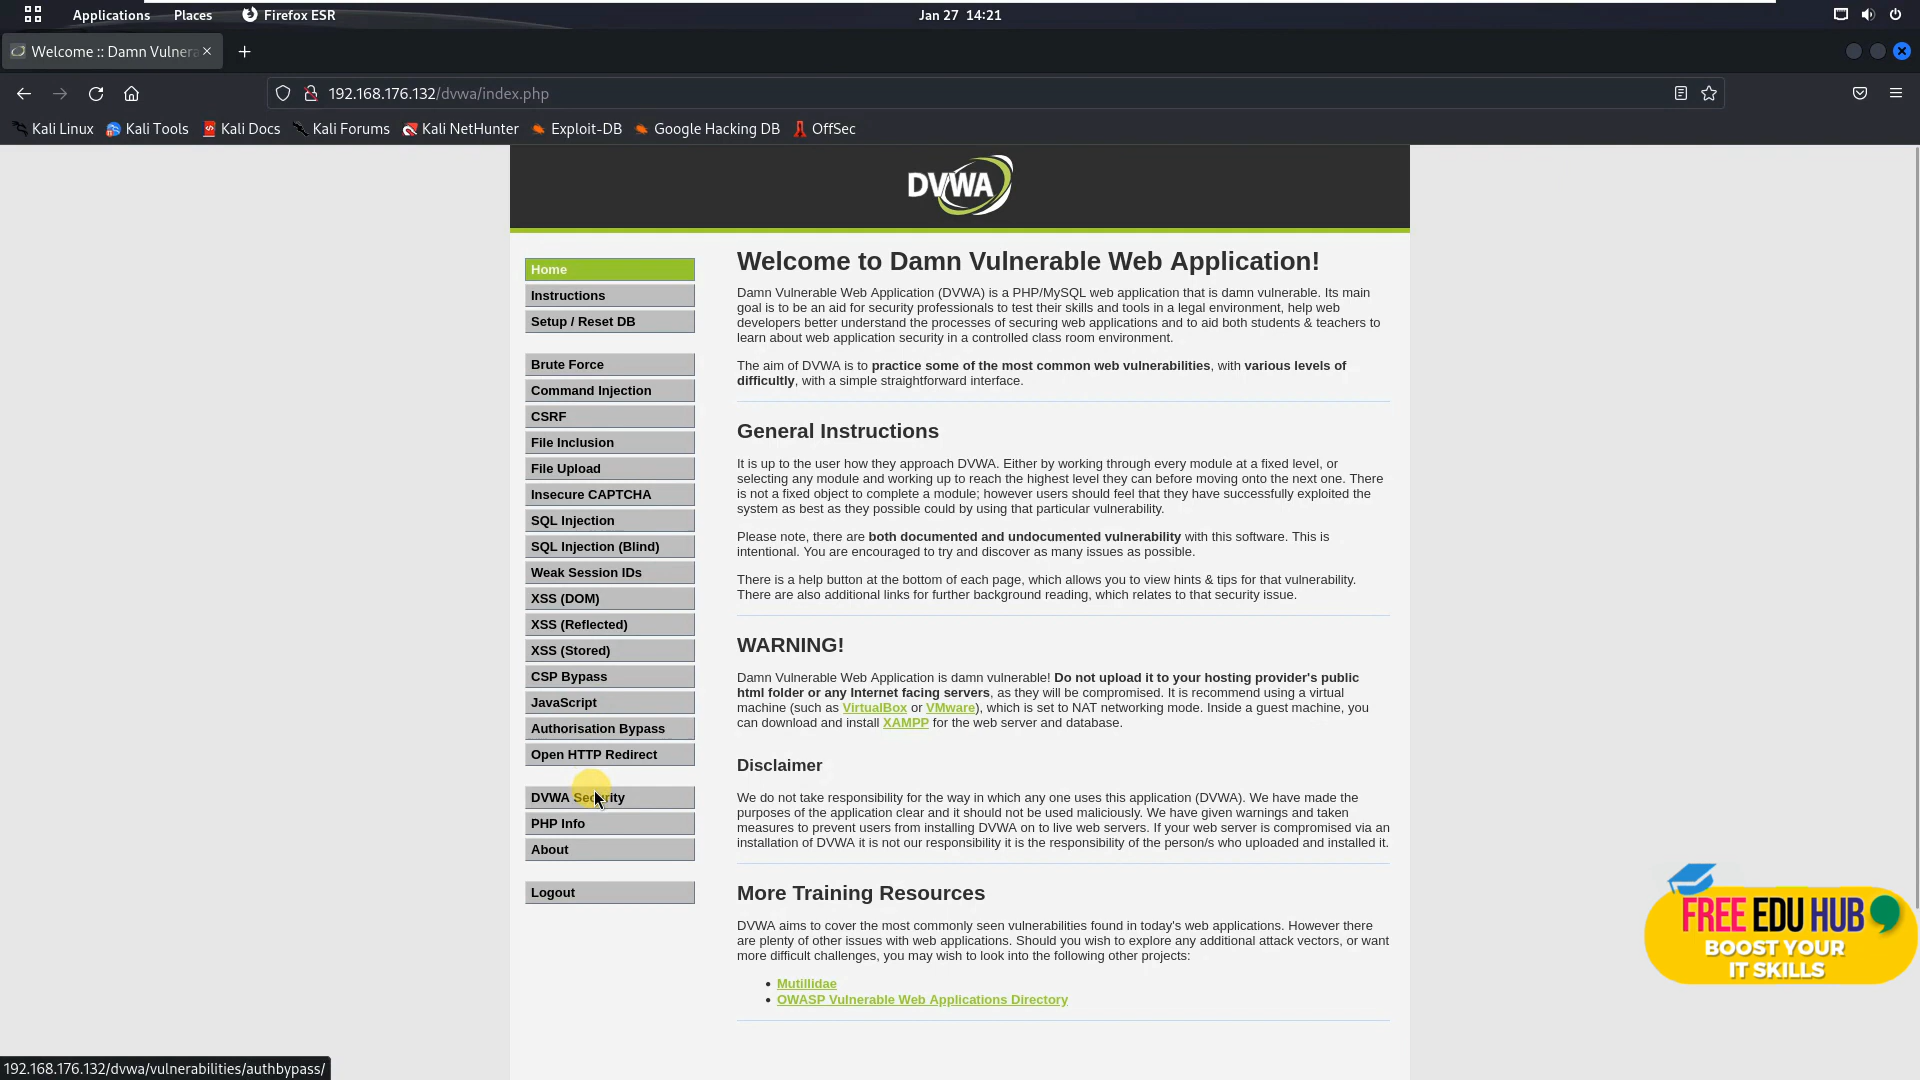 Applications Places Firefox ESR Jan 27 14:21
Welcome :: Damn Vulnera
192.168.176.132/dvwa/index.php
Kali Linux Kali Tools Kali Docs Kali Forums Kali NetHunter Exploit-DB Google Hacking DB OffSec
DVWA
Home
Instructions
Setup / Reset DB
Brute Force
Command Injection
CSRF
File Inclusion
File Upload
Insecure CAPTCHA
SQL Injection
SQL Injection (Blind)
Weak Session IDs
XSS (DOM)
XSS (Reflected)
XSS (Stored)
CSP Bypass
JavaScript
Authorisation Bypass
Open HTTP Redirect
DVWA Security
PHP Info
About
Logout
Welcome to Damn Vulnerable Web Application!
Damn Vulnerable Web Application (DVWA) is a PHP/MySQL web application that is damn vulnerable. Its main
goal is to be an aid for security professionals to test their skills and tools in a legal environment, help web
developers better understand the processes of securing web applications and to aid both students & teachers to
learn about web application security in a controlled class room environment.
The aim of DVWA is to practice some of the most common web vulnerabilities, with various levels of
difficultly, with a simple straightforward interface.
General Instructions
It is up to the user how they approach DVWA. Either by working through every module at a fixed level, or
selecting any module and working up to reach the highest level they can before moving onto the next one. There
is not a fixed object to complete a module; however users should feel that they have successfully exploited the
system as best as they possible could by using that particular vulnerability.
Please note, there are both documented and undocumented vulnerability with this software. This is
intentional. You are encouraged to try and discover as many issues as possible.
There is a help button at the bottom of each page, which allows you to view hints & tips for that vulnerability.
There are also additional links for further background reading, which relates to that security issue.
WARNING!
Damn Vulnerable Web Application is damn vulnerable! Do not upload it to your hosting provider's public
html folder or any Internet facing servers, as they will be compromised. It is recommend using a virtual
machine (such as VirtualBox or VMware), which is set to NAT networking mode. Inside a guest machine, you
can download and install XAMPP for the web server and database.
Disclaimer
We do not take responsibility for the way in which any one uses this application (DVWA). We have made the
purposes of the application clear and it should not be used maliciously. We have given warnings and taken
measures to prevent users from installing DVWA on to live web servers. If your web server is compromised via an
installation of DVWA it is not our responsibility it is the responsibility of the person/s who uploaded and installed it.
More Training Resources
DVWA aims to cover the most commonly seen vulnerabilities found in today's web applications. However there
are plenty of other issues with web applications. Should you wish to explore any additional attack vectors, or want
more difficult challenges, you may wish to look into the following other projects:
Mutillidae
OWASP Vulnerable Web Applications Directory
FREE EDU HUB
BOOST YOUR
IT SKILLS
192.168.176.132/dvwa/vulnerabilities/authbypass/